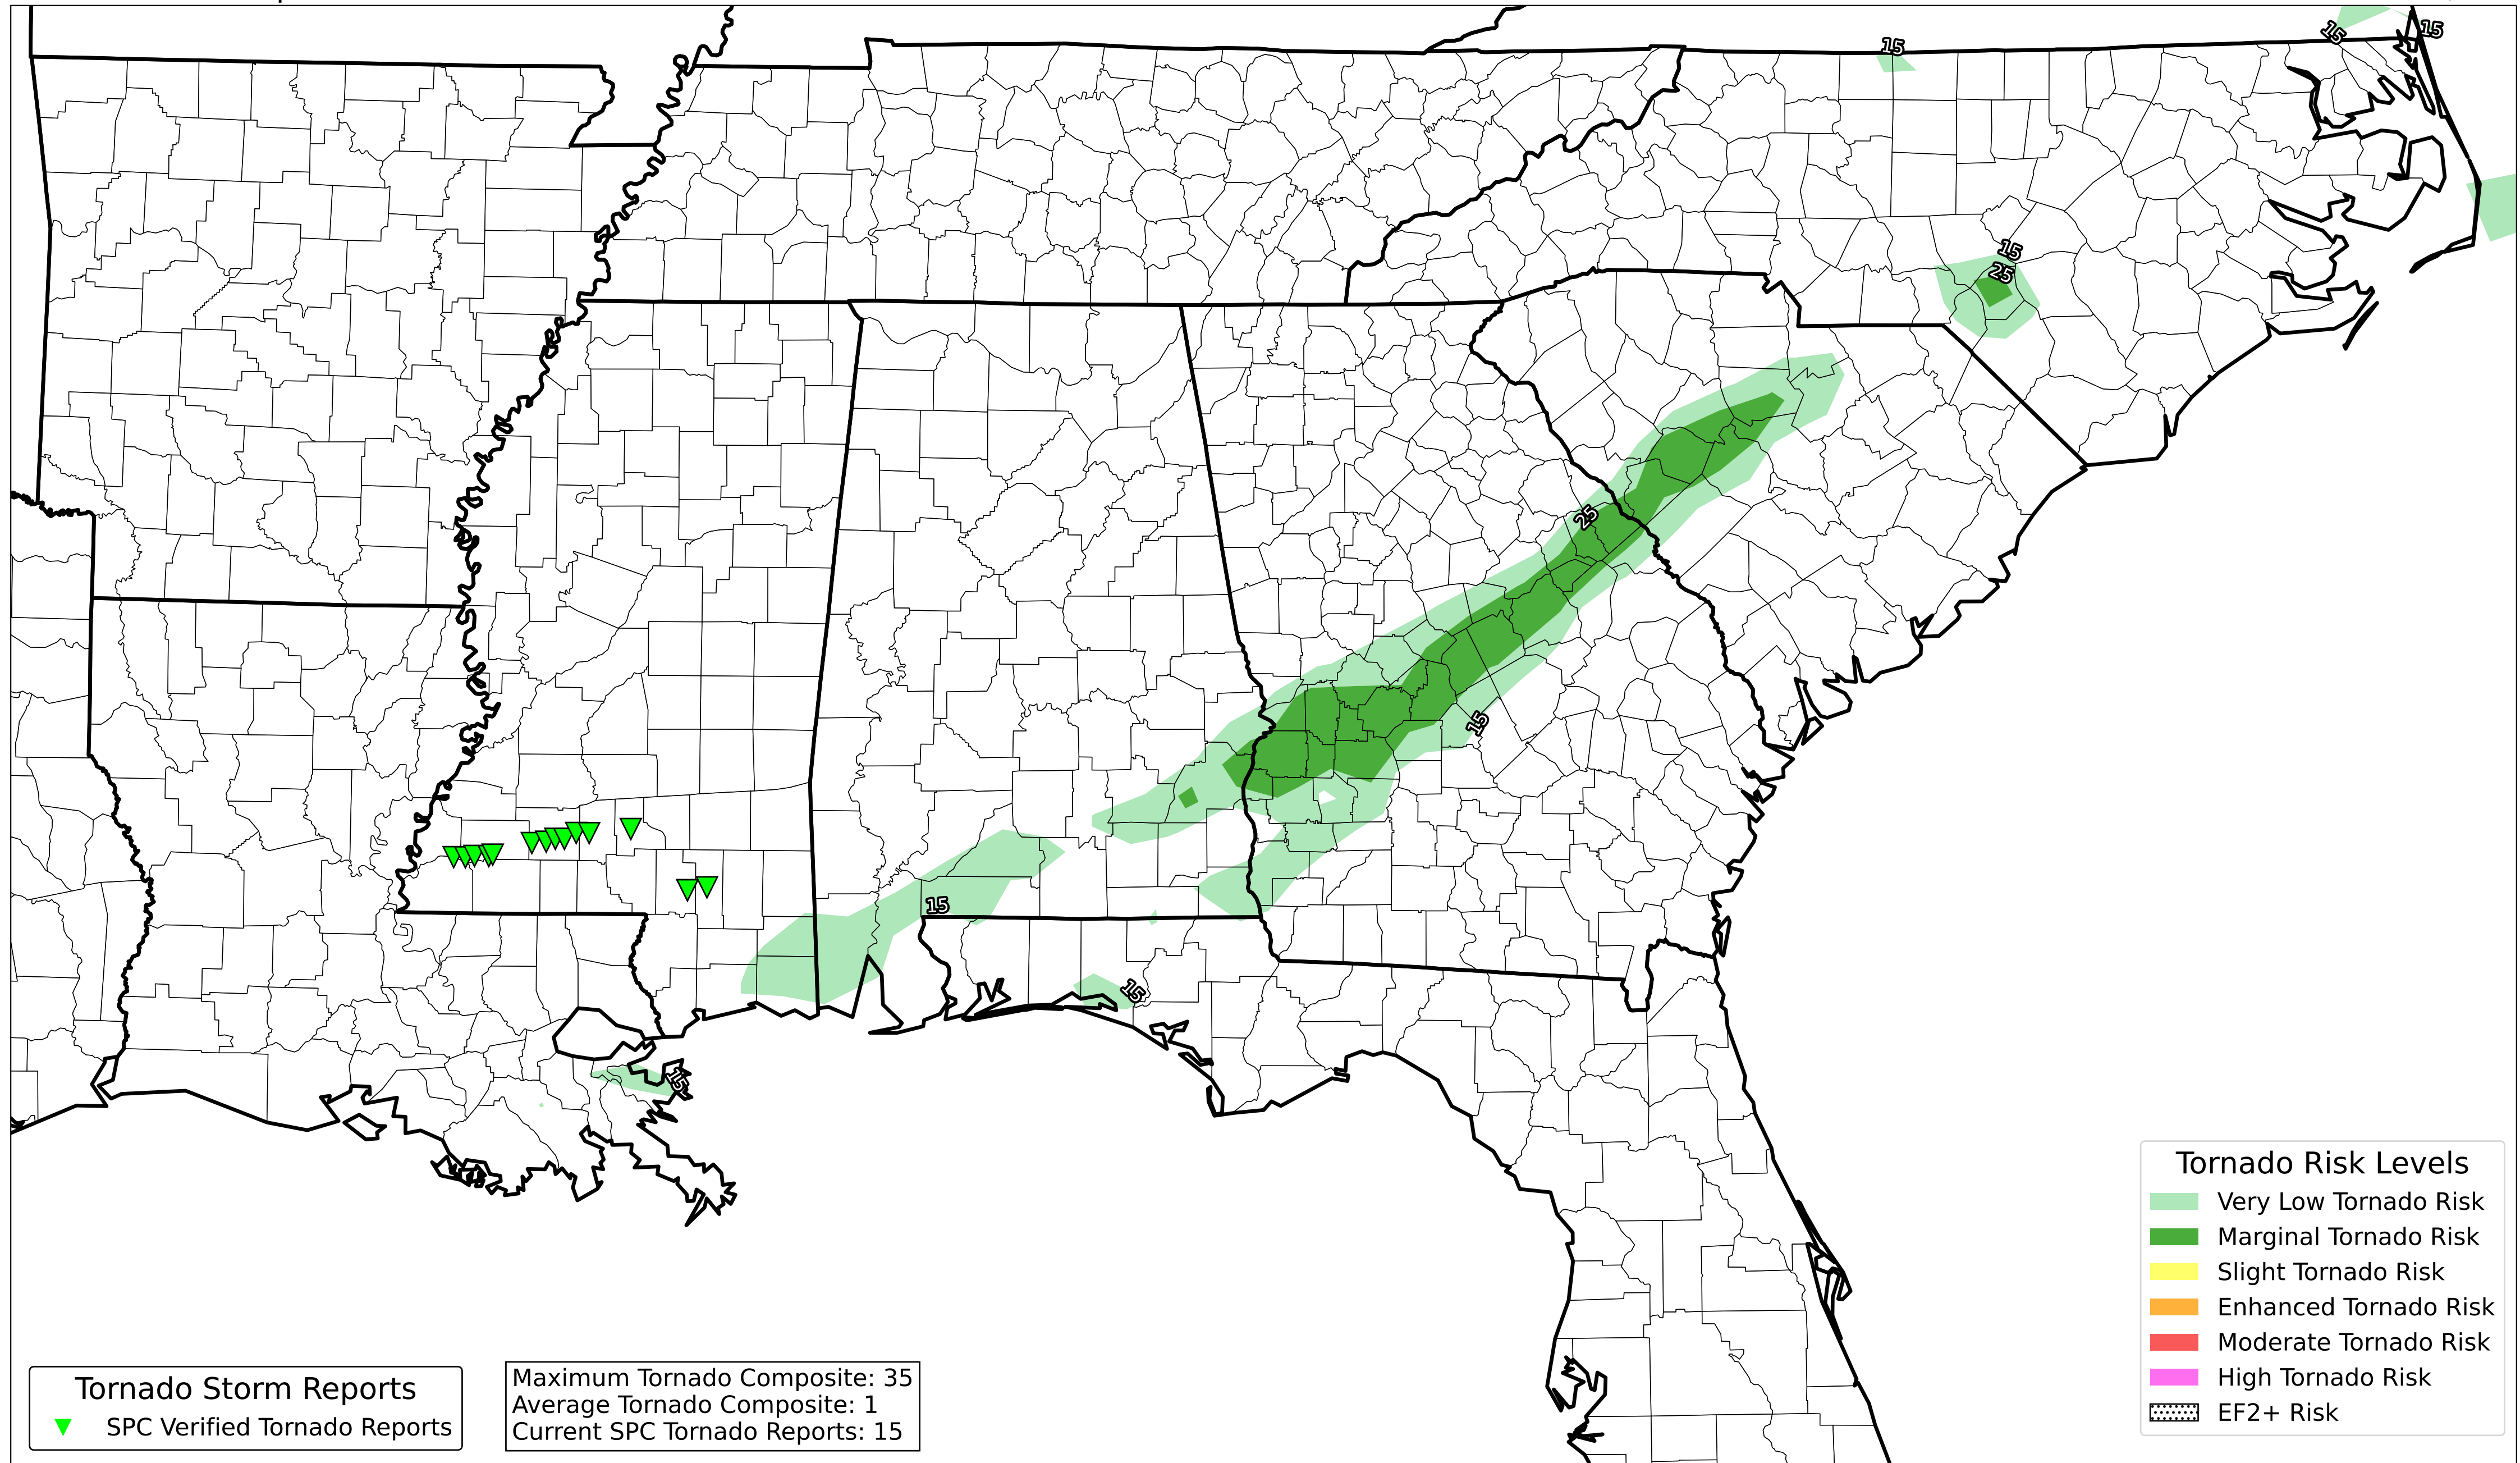 15
15
15
15
25
25
15
15
15
15
Tornado Risk Levels
Very Low Tornado Risk
Marginal Tornado Risk
Slight Tornado Risk
Enhanced Tornado Risk
Moderate Tornado Risk
High Tornado Risk
EF2+ Risk
Tornado Storm Reports
SPC Verified Tornado Reports
Maximum Tornado Composite: 35
Average Tornado Composite: 1
Current SPC Tornado Reports: 15